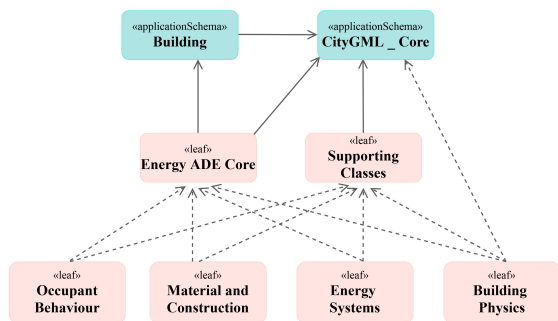 «applicationSchema»
Building
«applicationSchema»
CityGML _ Core
«leaf»
Energy ADE Core
«leaf»
Supporting
Classes
«leaf»
Occupant
Behaviour
«leaf»
Material and
Construction
«leaf»
Energy
Systems
«leaf»
Building
Physics